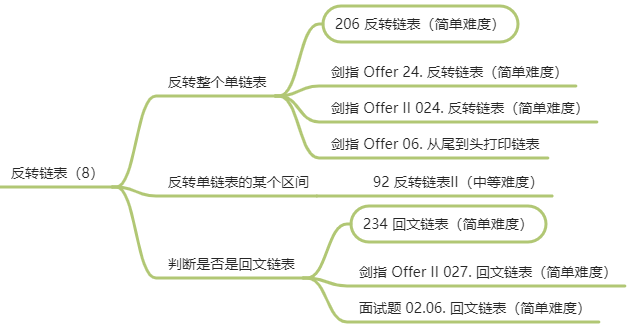 206 反转链表（简单难度）
剑指 Offer 24. 反转链表（简单难度）
反转整个单链表
剑指 Offer II 024. 反转链表（简单难度）
剑指 Offer 06. 从尾到头打印链表
反转链表（8）
反转单链表的某个区间
92 反转链表II（中等难度）
234 回文链表（简单难度）
判断是否是回文链表
剑指 Offer II 027. 回文链表（简单难度）
面试题 02.06. 回文链表（简单难度）